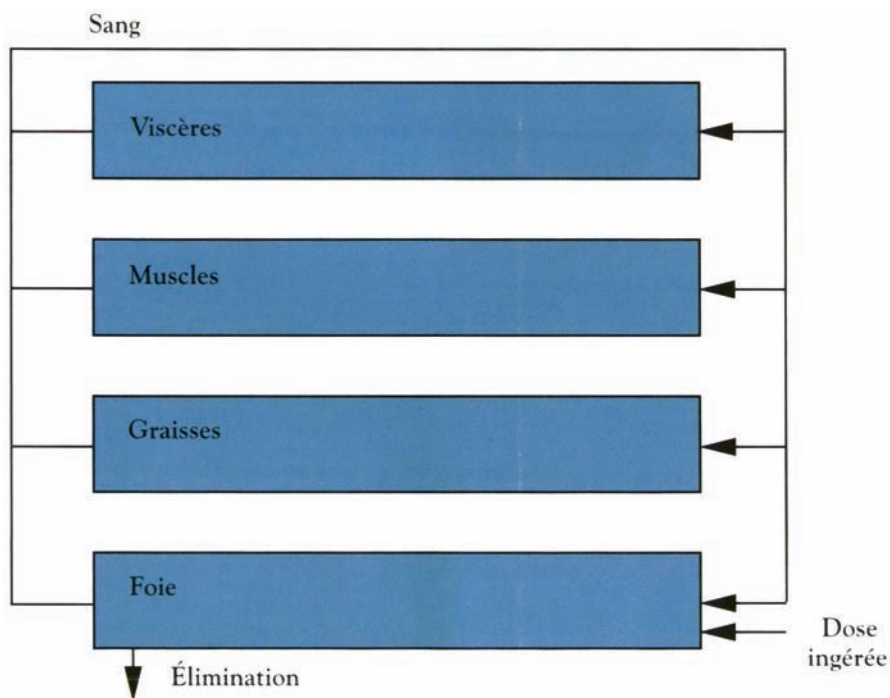 Sang
Viscères
Muscles
Graisses
Foie
Dose
ingérée
Élimination